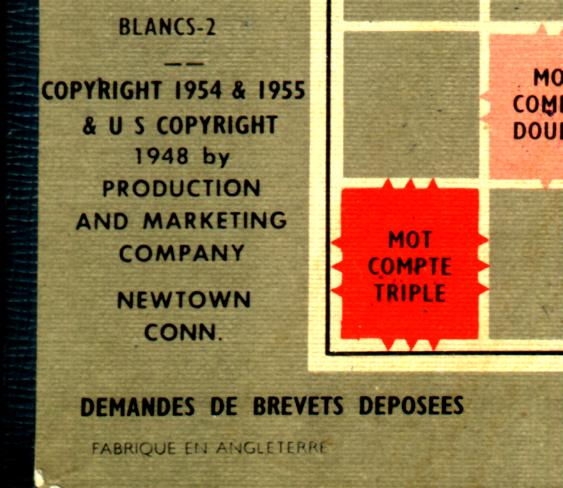 BLANCS-2
COPYRIGHT 1954 & 1955
& U S COPYRIGHT
1948 by
PRODUCTION
AND MARKETING
COMPANY
NEWTOWN
CONN.
MOT
COMPTE
TRIPLE
DEMANDES DE BREVETS DEPOSEES
FABRIQUE EN ANGLETERRE